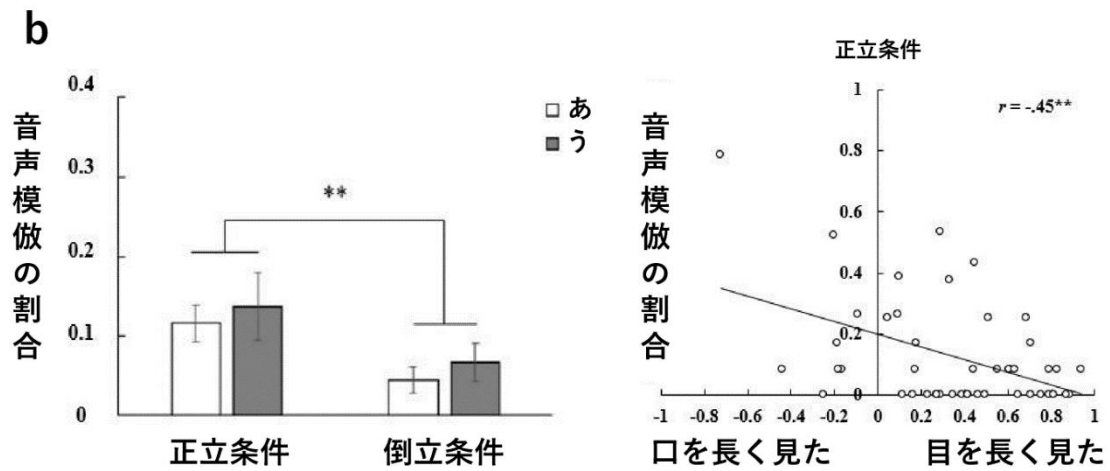 b
音声模倣の割合
0.4
0.3
0.2
0.1
0
**
あ
う
正立条件
倒立条件
正立条件
音声模倣の割合
r = -.45**
1
0.8
0.6
0.4
0.2
0
-1 -0.8 -0.6 -0.4 -0.2 0 0.2 0.4 0.6 0.8 1
口を長く見た
目を長く見た